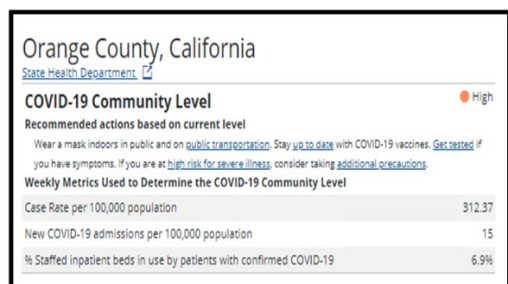 Orange County, California
State Health Department
COVID-19 Community Level High
Recommended actions based on current level
Wear a mask indoors in public and on public transportation. Stay up to date with COVID-19 vaccines. Get tested if
you have symptoms. If you are at high risk for severe illness, consider taking additional precautions.
Weekly Metrics Used to Determine the COVID-19 Community Level
Case Rate per 100,000 population 312.37
New COVID-19 admissions per 100,000 population 15
% Staffed inpatient beds in use by patients with confirmed COVID-19 6.9%